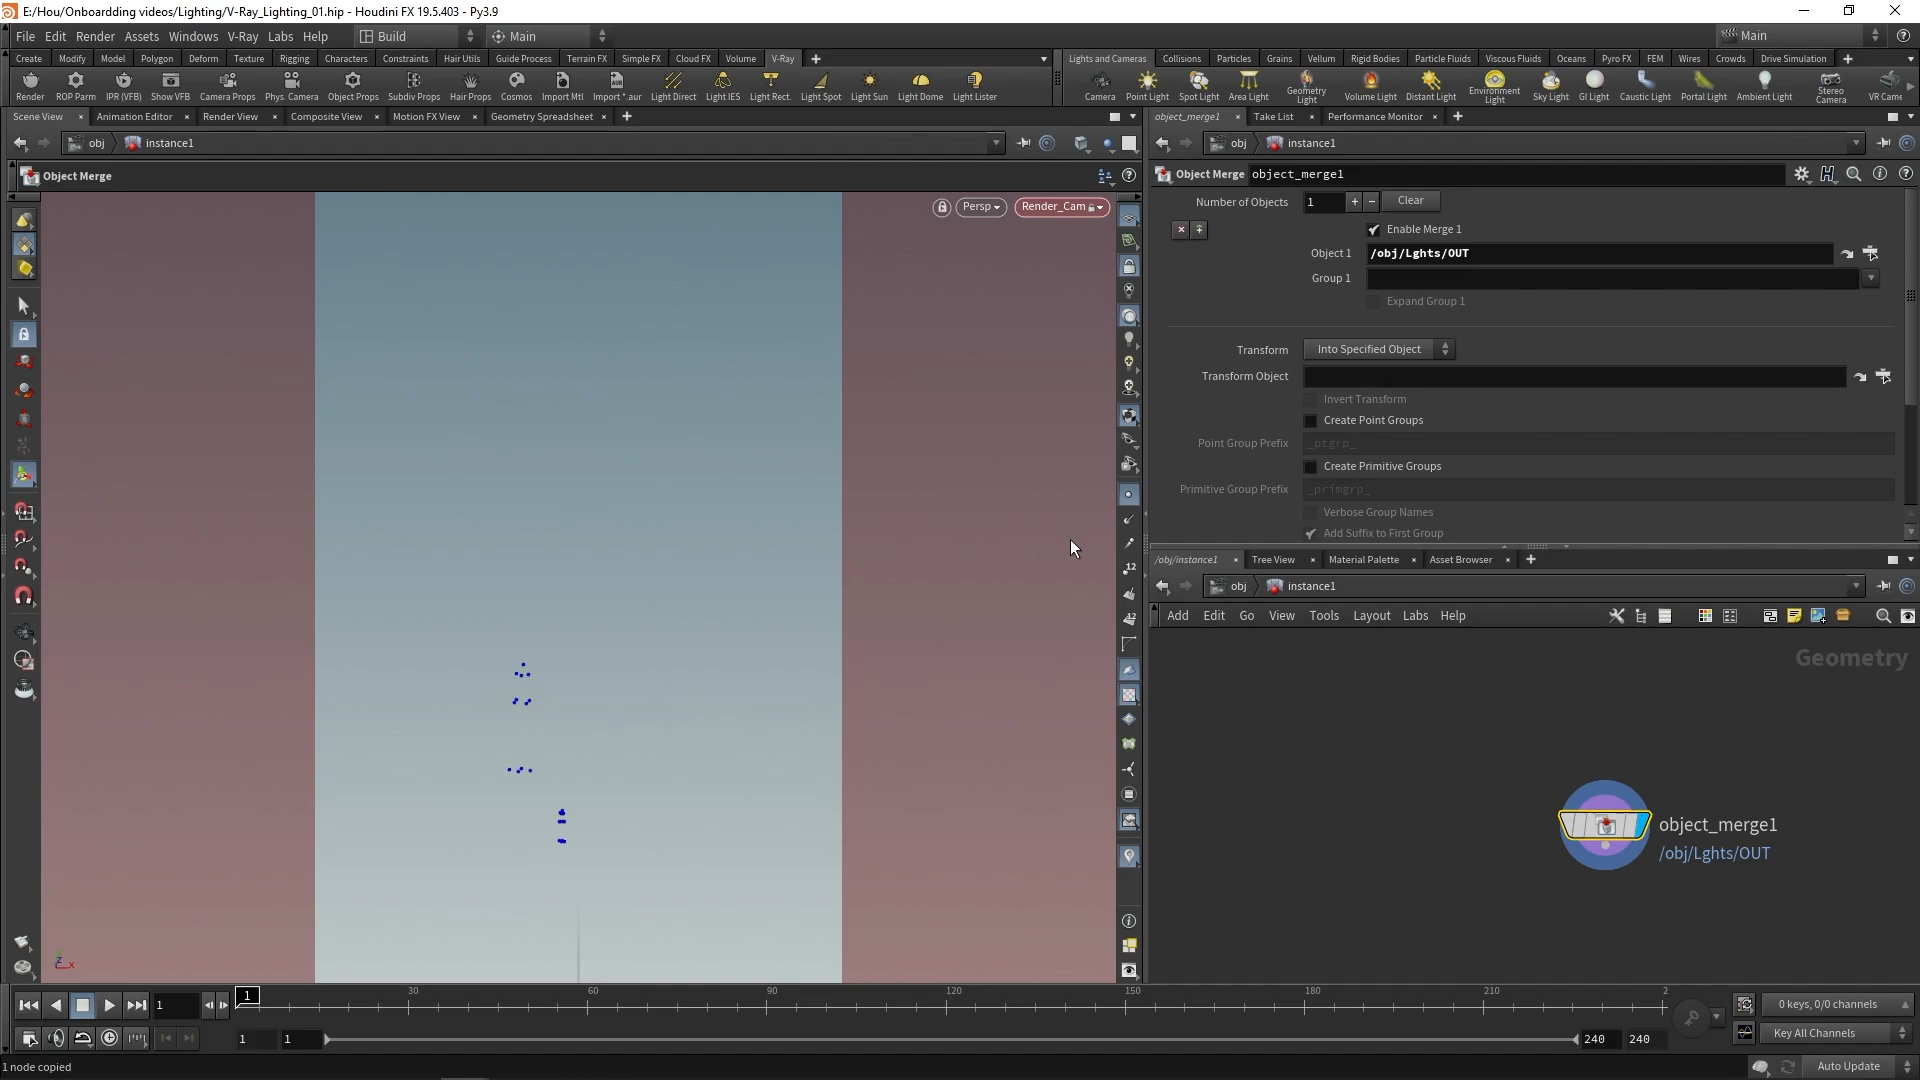 E:/Hou/Onboardding videos/Lighting/V-Ray_Lighting_01.hip - Houdini FX 19.5.403 - Py3.9
File Edit Render Assets Windows V-Ray Labs Help Build Main Main
Create Modify Model Polygon Deform Texture Rigging Characters Constraints Hair Utils Guide Process Terrain FX Simple FX Cloud FX Volume V-Ray
Lights and Cameras Collisions Particles Grains Vellum Rigid Bodies Particle Fluids Viscous Fluids Oceans Pyro FX FEM Wires Crowds Drive Simulation
Render ROP Parm IPR (VFB) Show VFB Camera Props Phys. Camera Object Props Subdiv Props Hair Props Cosmos Import Mtl Import *.aur Light Direct Light IES Light Rect. Light Spot Light Sun Light Dome Light Lister
Camera Point Light Spot Light Area Light Geometry Light Volume Light Distant Light Environment Light Sky Light GI Light Caustic Light Portal Light Ambient Light Stereo Camera VR Came
Scene View Animation Editor Render View Composite View Motion FX View Geometry Spreadsheet
object_merge1 Take List Performance Monitor
obj instance1
obj instance1
Object Merge
Object Merge object_merge1
Persp Render_Cam
Number of Objects 1 + − Clear
Enable Merge 1
Object 1 /obj/Lghts/OUT
Group 1
Expand Group 1
Transform Into Specified Object
Transform Object
Invert Transform
Create Point Groups
Point Group Prefix _ptgrp_
Create Primitive Groups
Primitive Group Prefix _primgrp_
Verbose Group Names
Add Suffix to First Group
/obj/instance1 Tree View Material Palette Asset Browser
obj instance1
Add Edit Go View Tools Layout Labs Help
Geometry
object_merge1
/obj/Lghts/OUT
12
12
z x
1 1 30 60 90 120 150 180 210 2
0 keys, 0/0 channels
1 1 240 240
Key All Channels
1 node copied
Auto Update